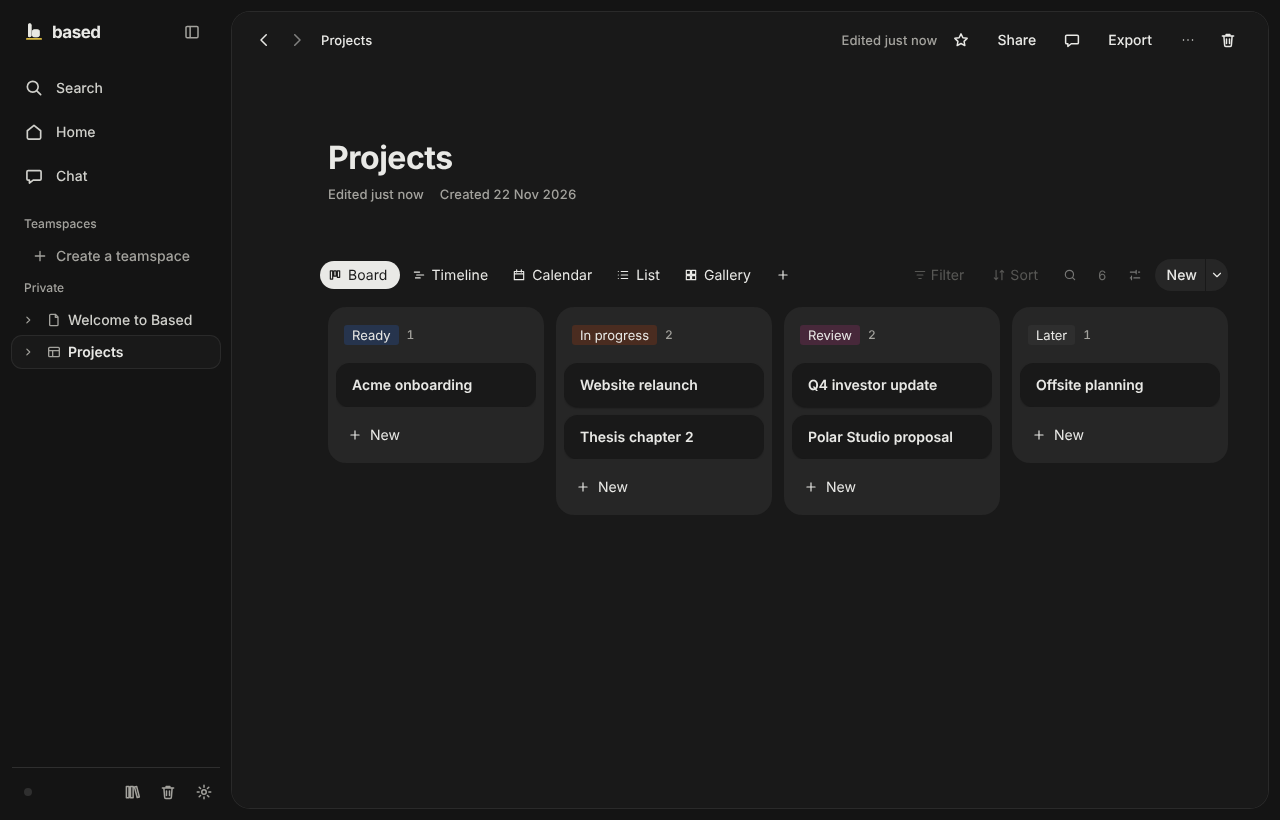 based
Search
Home
Chat
Teamspaces
Create a teamspace
Private
Welcome to Based
Projects
Projects
Edited just now
Share
Export
Projects
Edited just now Created 22 Nov 2026
Board Timeline Calendar List Gallery
Filter Sort 6 New
Ready 1
Acme onboarding
New
In progress 2
Website relaunch
Thesis chapter 2
New
Review 2
Q4 investor update
Polar Studio proposal
New
Later 1
Offsite planning
New